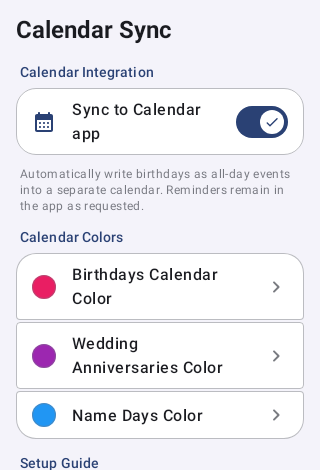 Calendar Sync
Calendar Integration
Sync to Calendar
app
Automatically write birthdays as all-day events
into a separate calendar. Reminders remain in
the app as requested.
Calendar Colors
Birthdays Calendar
Color
Wedding
Anniversaries Color
Name Days Color
Setup Guide